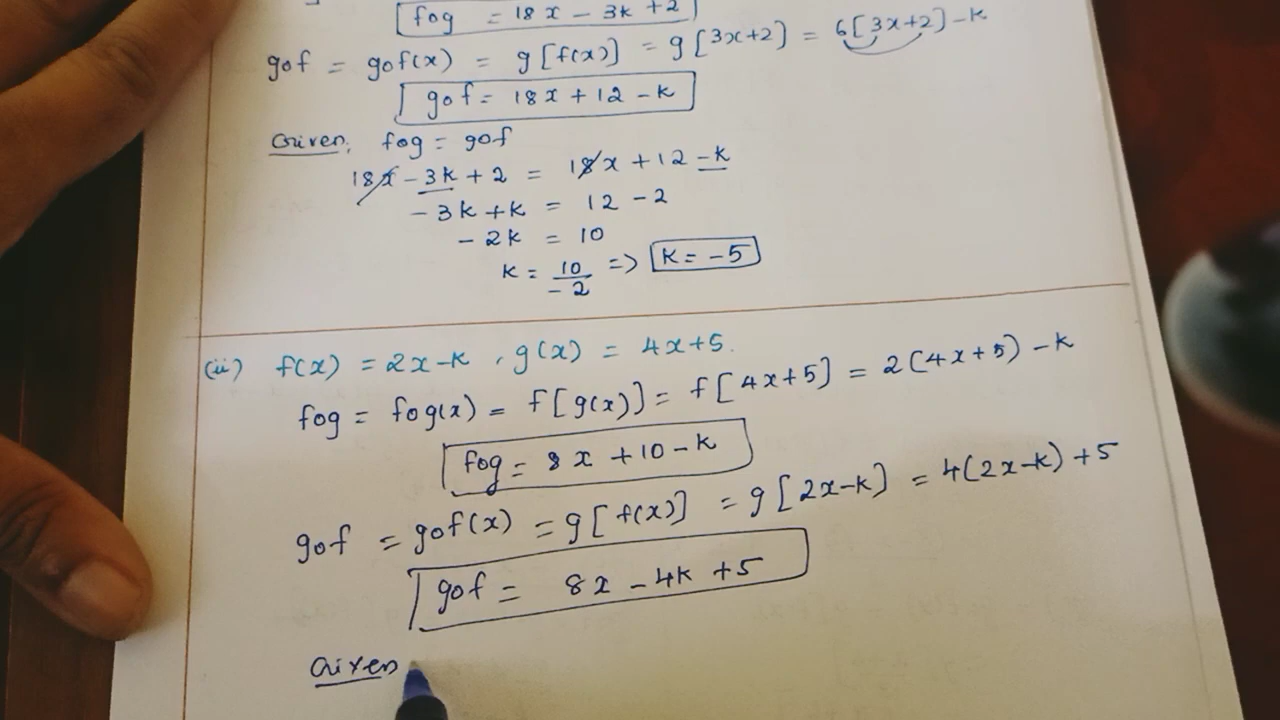 fog = 18x - 3k + 2
gof = gof(x) = g[f(x)] = g[3x+2] = 6[3x+2] - k
gof = 18x + 12 - k
Given, fog = gof
18x - 3k + 2 = 18x + 12 - k
- 3k + k = 12 - 2
- 2k = 10
k = 10/-2 => k = -5
(ii) f(x) = 2x - k, g(x) = 4x+5.
fog = fog(x) = f[g(x)] = f[4x+5] = 2(4x+5) - k
fog = 8x + 10 - k
gof = gof(x) = g[f(x)] = g[2x-k] = 4(2x-k) + 5
gof = 8x - 4k + 5
Given